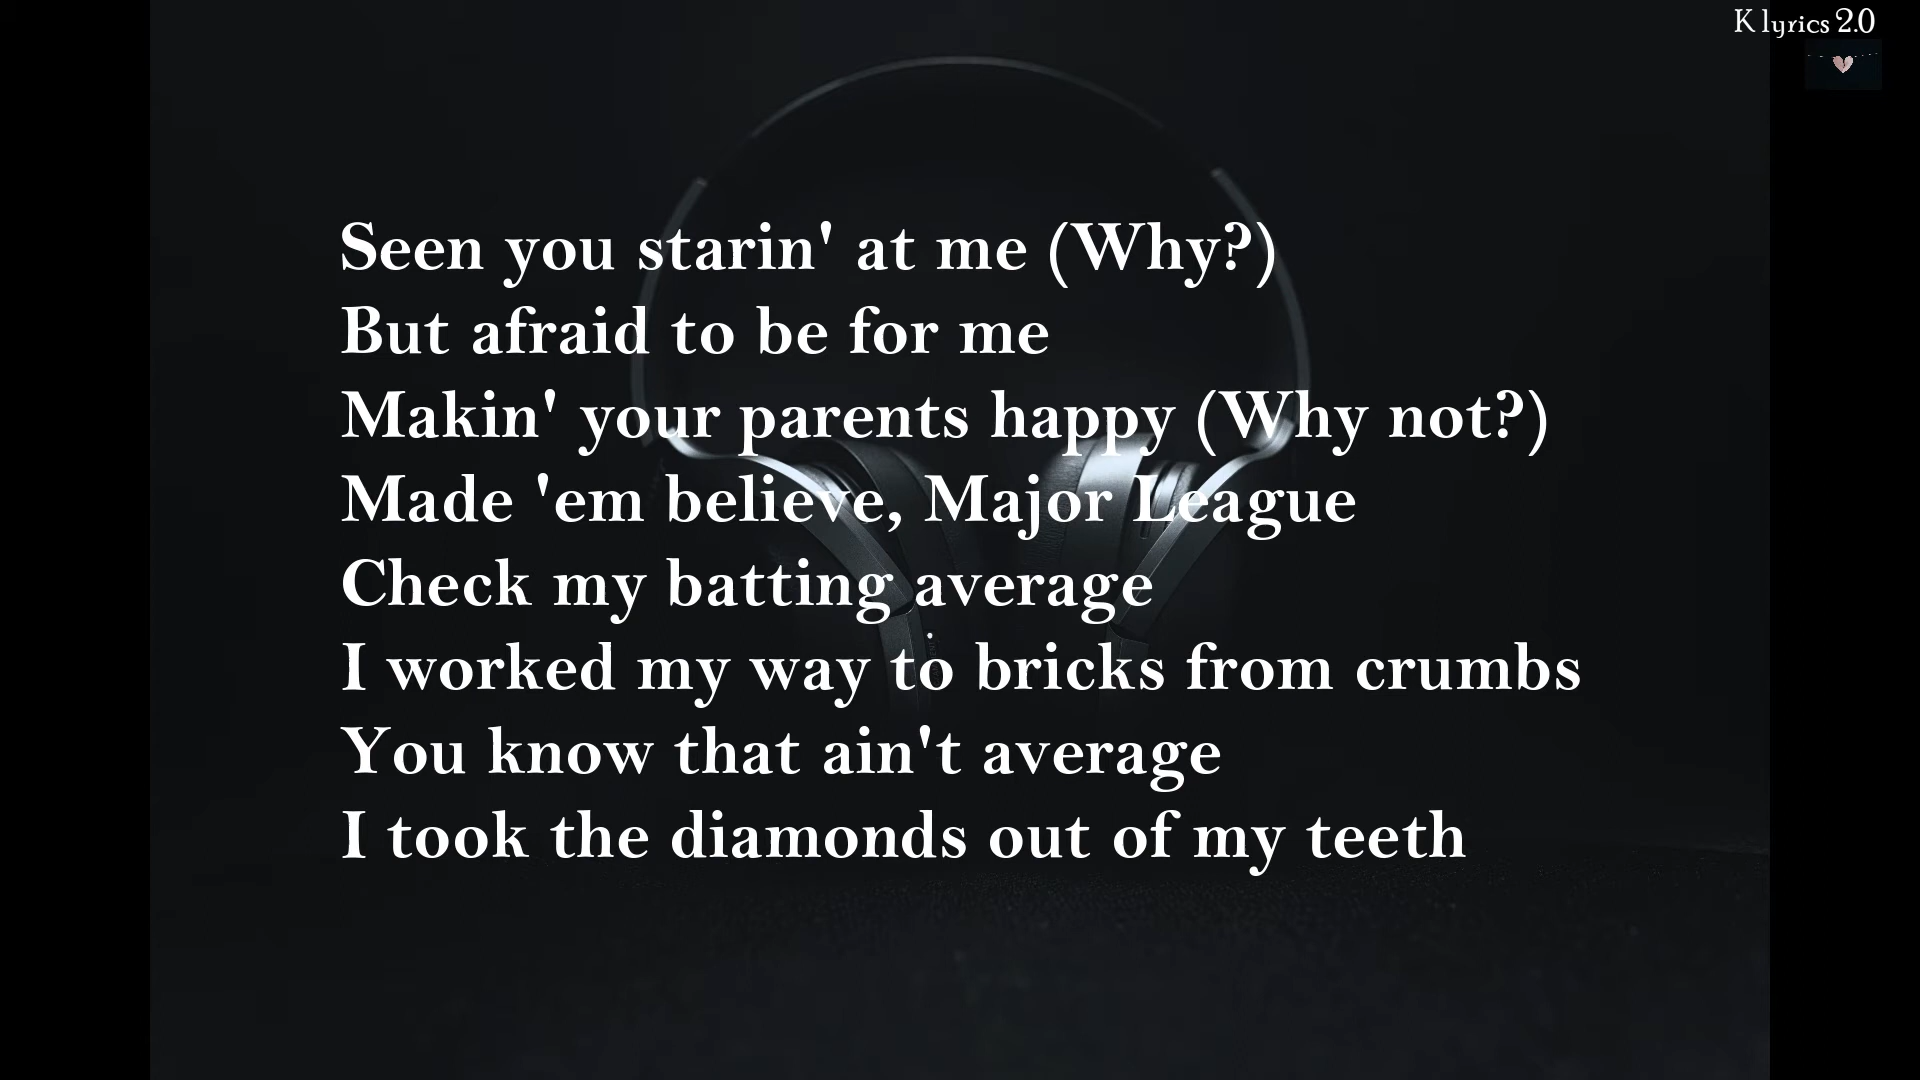 K lyrics 2.0
Seen you starin' at me (Why?)
But afraid to be for me
Makin' your parents happy (Why not?)
Made 'em believe, Major League
Check my batting average
I worked my way to bricks from crumbs
You know that ain't average
I took the diamonds out of my teeth